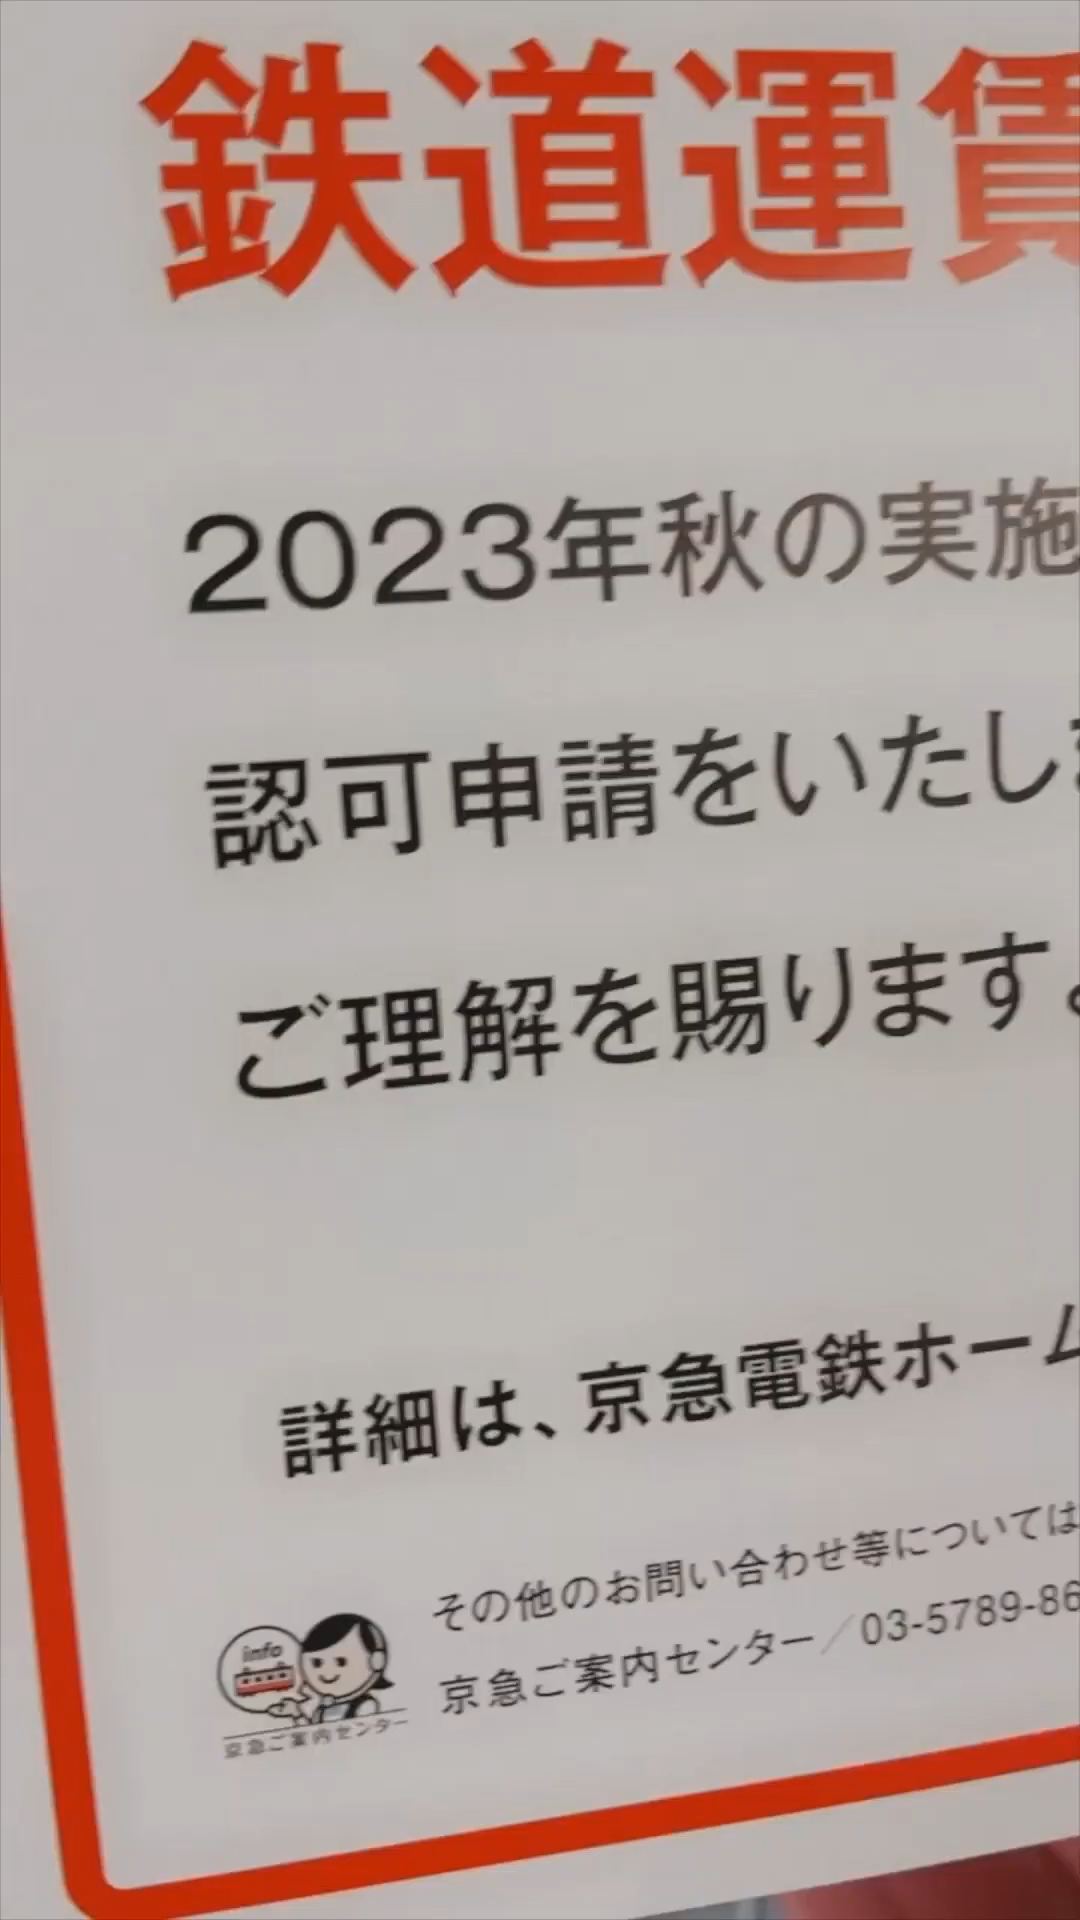 鉄道運賃
2023年秋の実施
認可申請をいたしま
ご理解を賜ります。
詳細は、京急電鉄ホーム
その他のお問い合わせ等については
京急ご案内センター／03-5789-86
info
京急ご案内センター